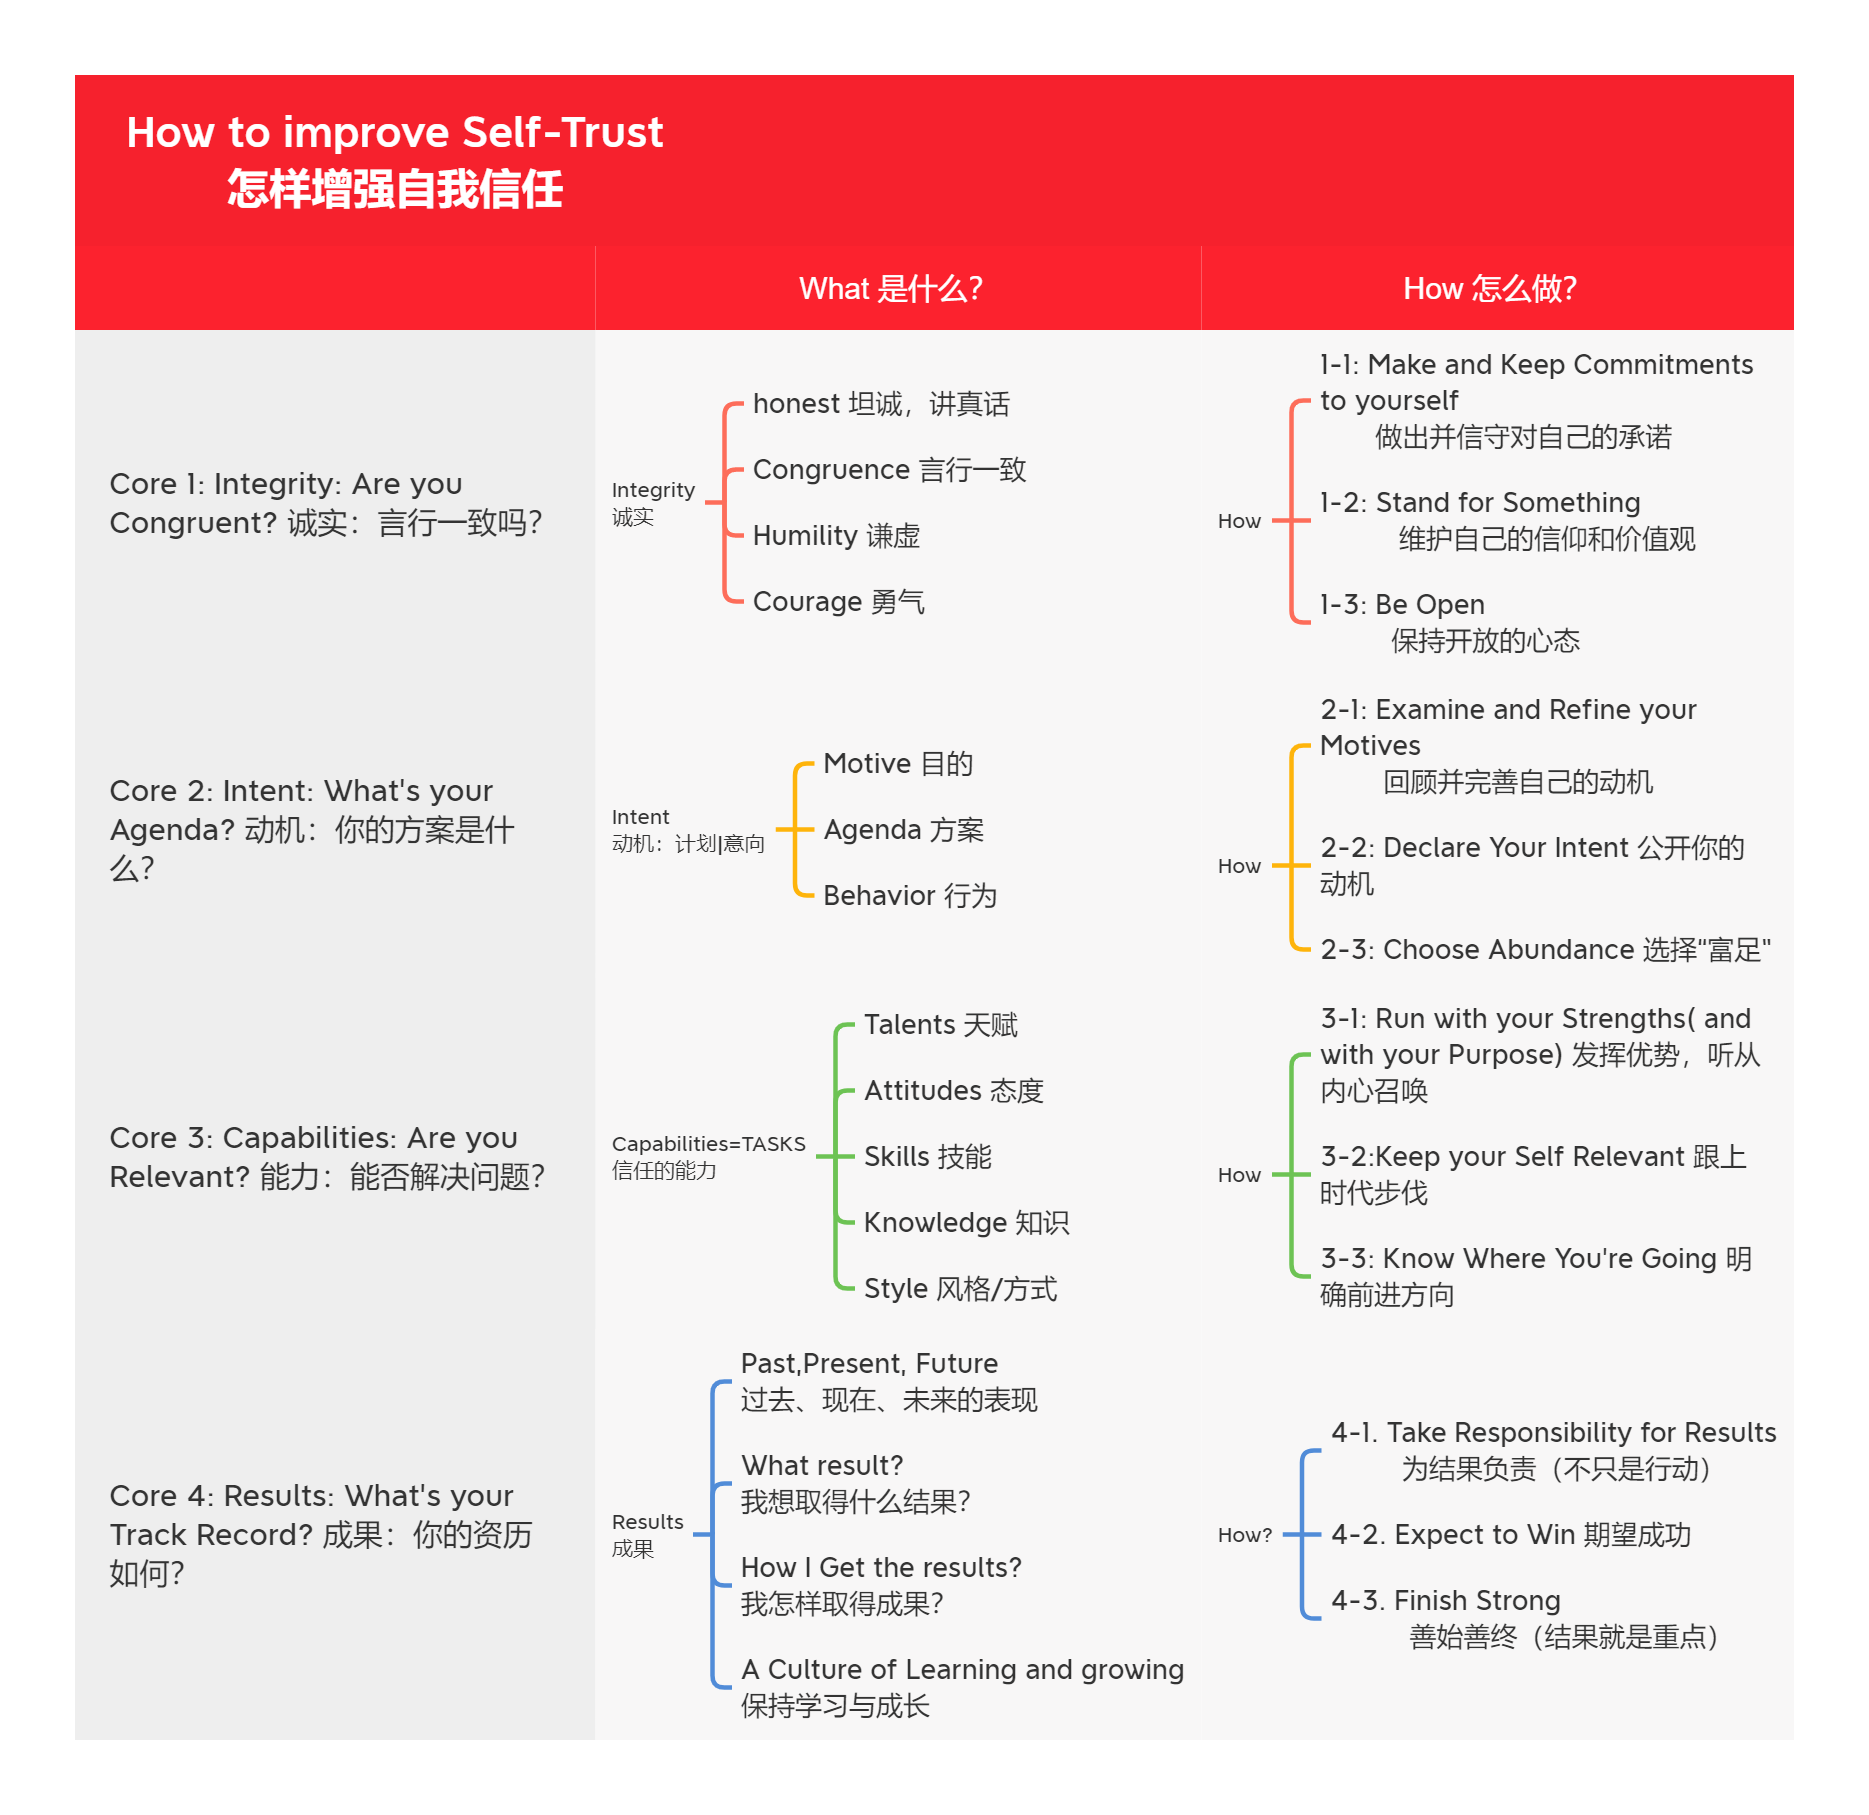 How to improve Self-Trust
怎样增强自我信任
What 是什么？
How 怎么做？
Core 1: Integrity: Are you
Congruent? 诚实：言行一致吗？
Integrity
诚实
honest 坦诚，讲真话
Congruence 言行一致
Humility 谦虚
Courage 勇气
How
1-1: Make and Keep Commitments
to yourself
做出并信守对自己的承诺
1-2: Stand for Something
维护自己的信仰和价值观
1-3: Be Open
保持开放的心态
Core 2: Intent: What's your
Agenda? 动机：你的方案是什
么？
Intent
动机：计划|意向
Motive 目的
Agenda 方案
Behavior 行为
How
2-1: Examine and Refine your
Motives
回顾并完善自己的动机
2-2: Declare Your Intent 公开你的
动机
2-3: Choose Abundance 选择“富足"
Core 3: Capabilities: Are you
Relevant? 能力：能否解决问题？
Capabilities=TASKS
信任的能力
Talents 天赋
Attitudes 态度
Skills 技能
Knowledge 知识
Style 风格/方式
How
3-1: Run with your Strengths( and
with your Purpose) 发挥优势，听从
内心召唤
3-2:Keep your Self Relevant 跟上
时代步伐
3-3: Know Where You're Going 明
确前进方向
Core 4: Results: What's your
Track Record? 成果：你的资历
如何？
Results
成果
Past,Present, Future
过去、现在、未来的表现
What result?
我想取得什么结果？
How I Get the results?
我怎样取得成果？
A Culture of Learning and growing
保持学习与成长
How?
4-1. Take Responsibility for Results
为结果负责（不只是行动）
4-2. Expect to Win 期望成功
4-3. Finish Strong
善始善终（结果就是重点）